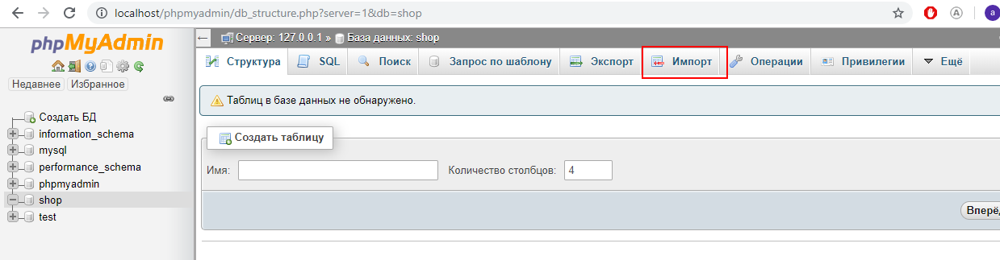 localhost/phpmyadmin/db_structure.php?server=1&db=shop
a
phpMyAdmin
Недавнее Избранное
Создать БД
information_schema
mysql
performance_schema
phpmyadmin
shop
test
Сервер: 127.0.0.1 » База данных: shop
Структура SQL Поиск Запрос по шаблону Экспорт Импорт Операции Привилегии Ещё
Таблиц в базе данных не обнаружено.
Создать таблицу
Имя: Количество столбцов: 4